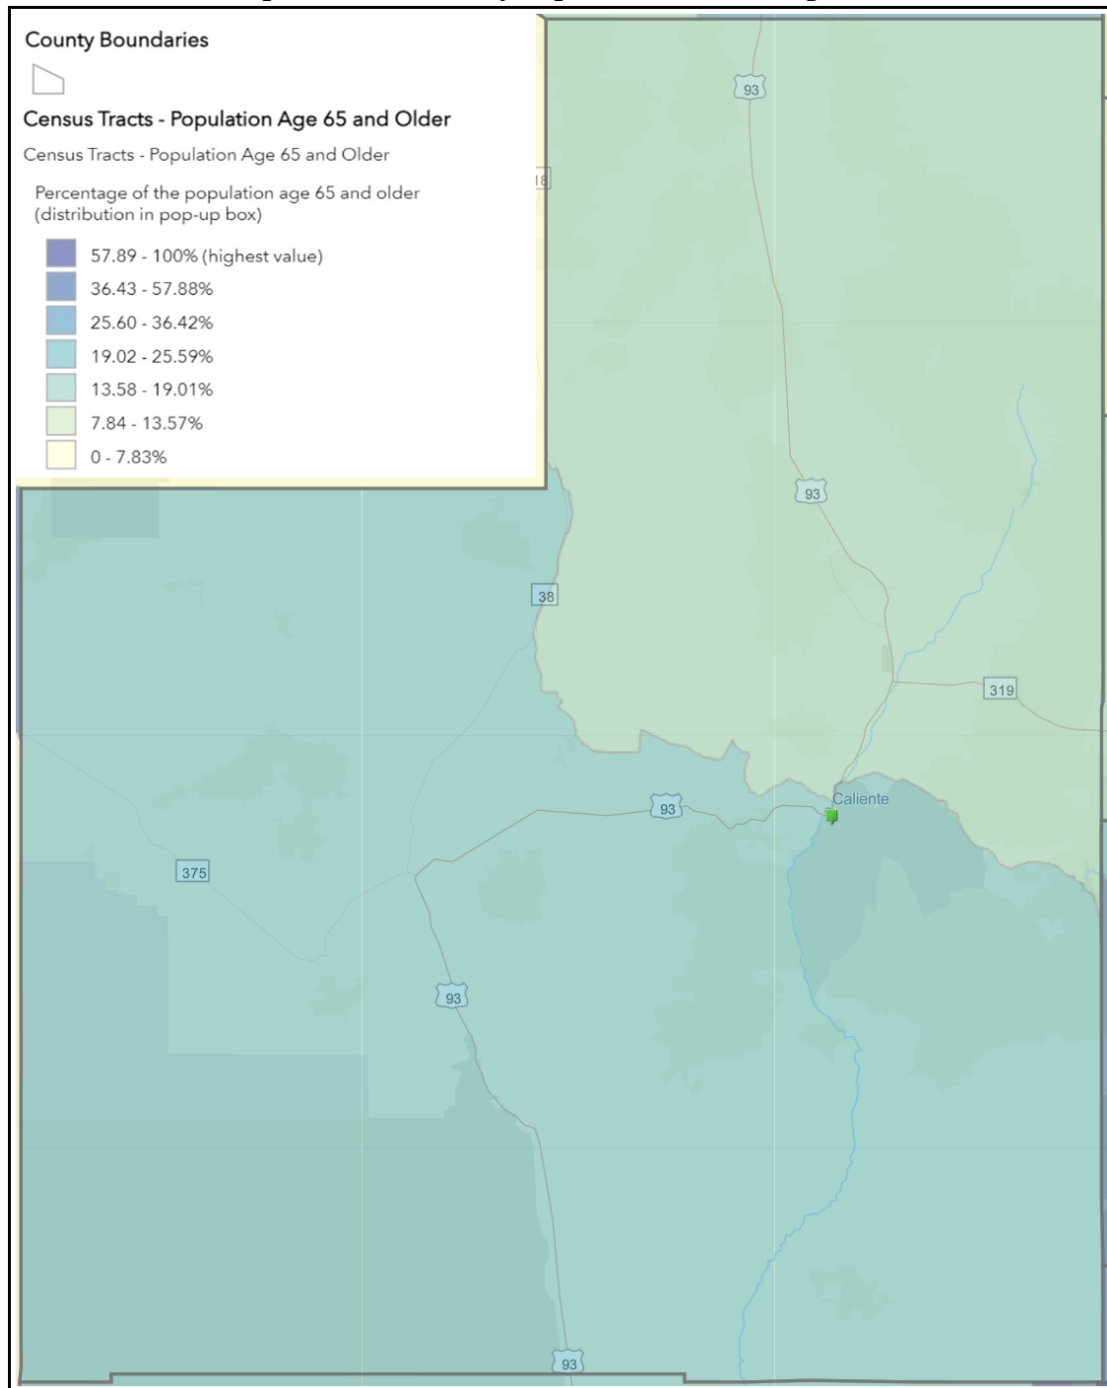 County Boundaries
Census Tracts - Population Age 65 and Older
Census Tracts - Population Age 65 and Older
Percentage of the population age 65 and older
(distribution in pop-up box)
57.89 - 100% (highest value)
36.43 - 57.88%
25.60 - 36.42%
19.02 - 25.59%
13.58 - 19.01%
7.84 - 13.57%
0 - 7.83%
93
18
93
38
319
Caliente
93
375
93
93